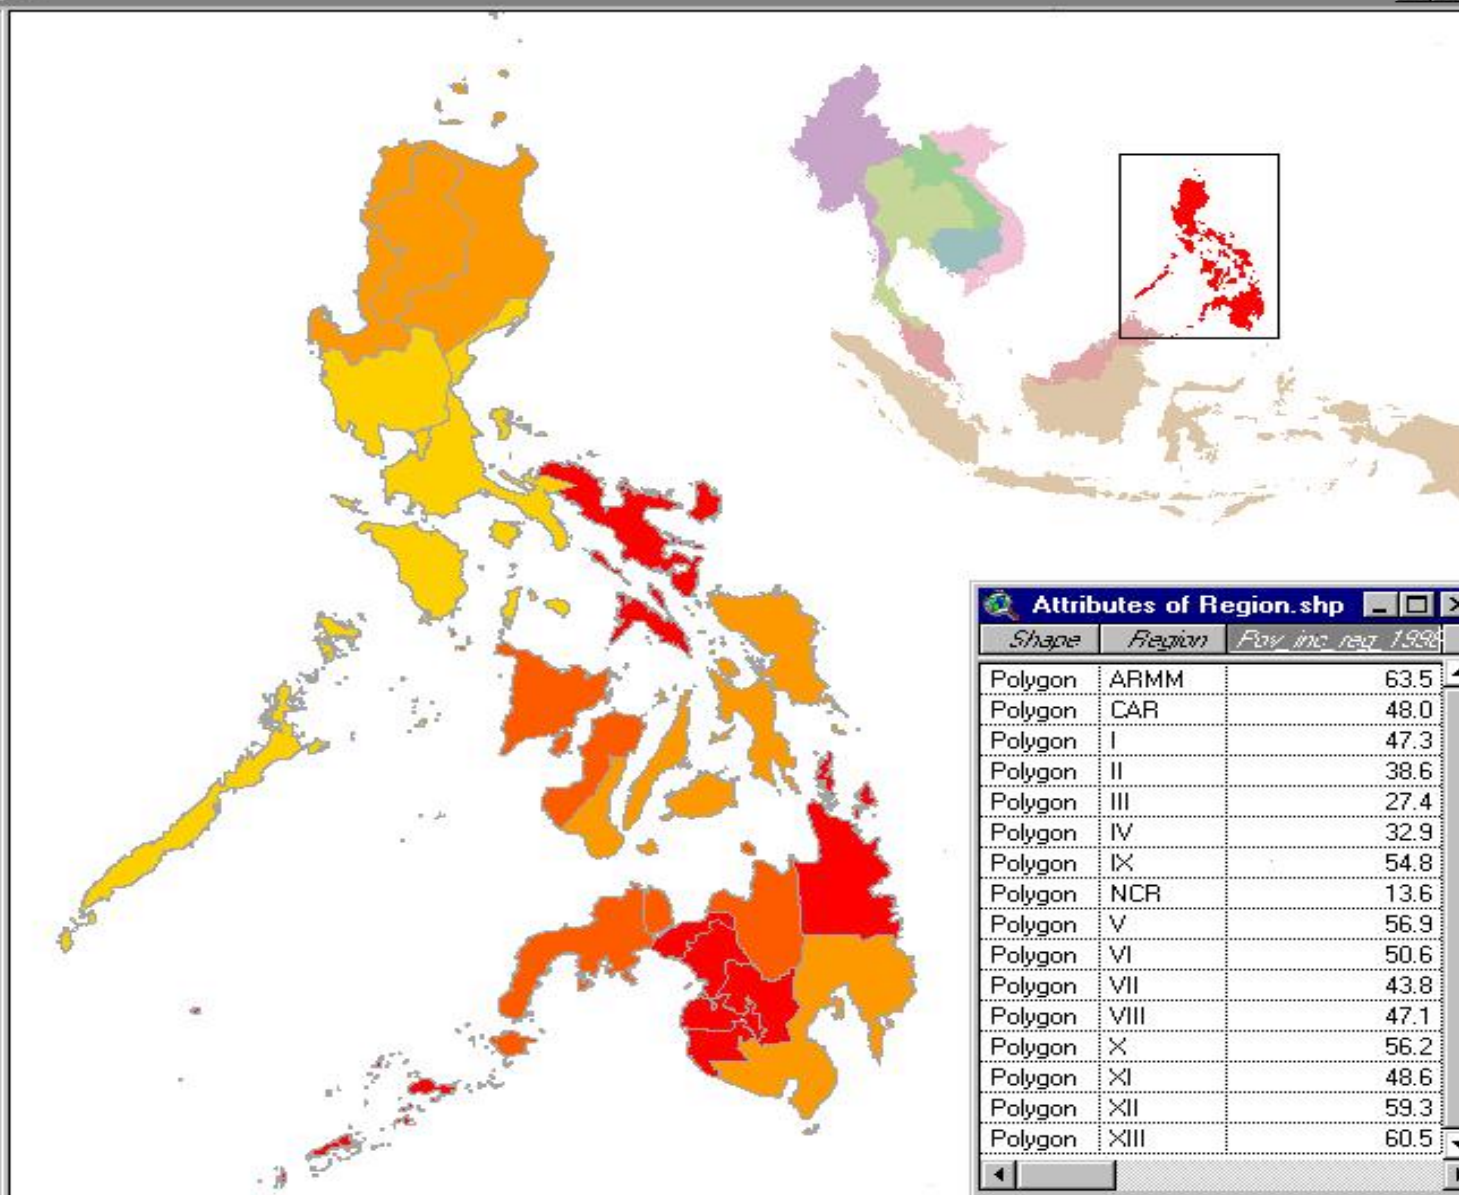 Attributes of Region.shp
Shape Region Pov_inc_reg_1998
Polygon ARMM 63.5
Polygon CAR 48.0
Polygon I 47.3
Polygon II 38.6
Polygon III 27.4
Polygon IV 32.9
Polygon IX 54.8
Polygon NCR 13.6
Polygon V 56.9
Polygon VI 50.6
Polygon VII 43.8
Polygon VIII 47.1
Polygon X 56.2
Polygon XI 48.6
Polygon XII 59.3
Polygon XIII 60.5